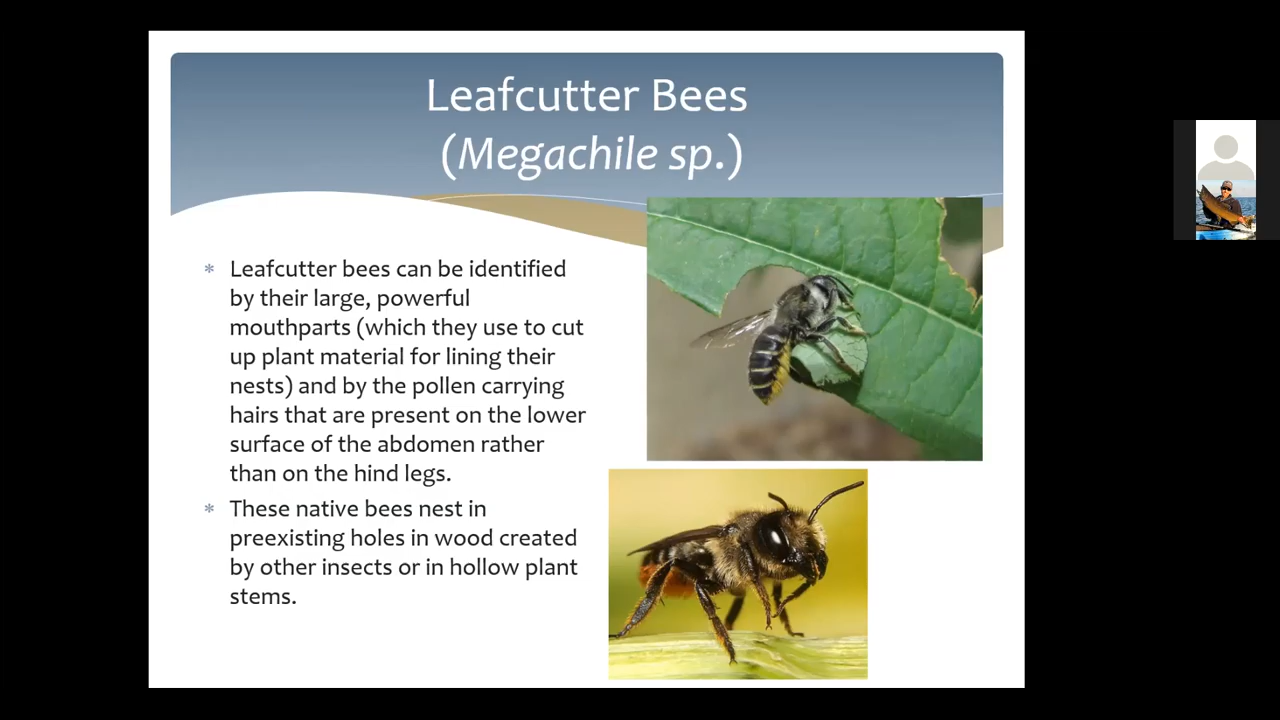 Leafcutter Bees
(Megachile sp.)
* Leafcutter bees can be identified
by their large, powerful
mouthparts (which they use to cut
up plant material for lining their
nests) and by the pollen carrying
hairs that are present on the lower
surface of the abdomen rather
than on the hind legs.
* These native bees nest in
preexisting holes in wood created
by other insects or in hollow plant
stems.